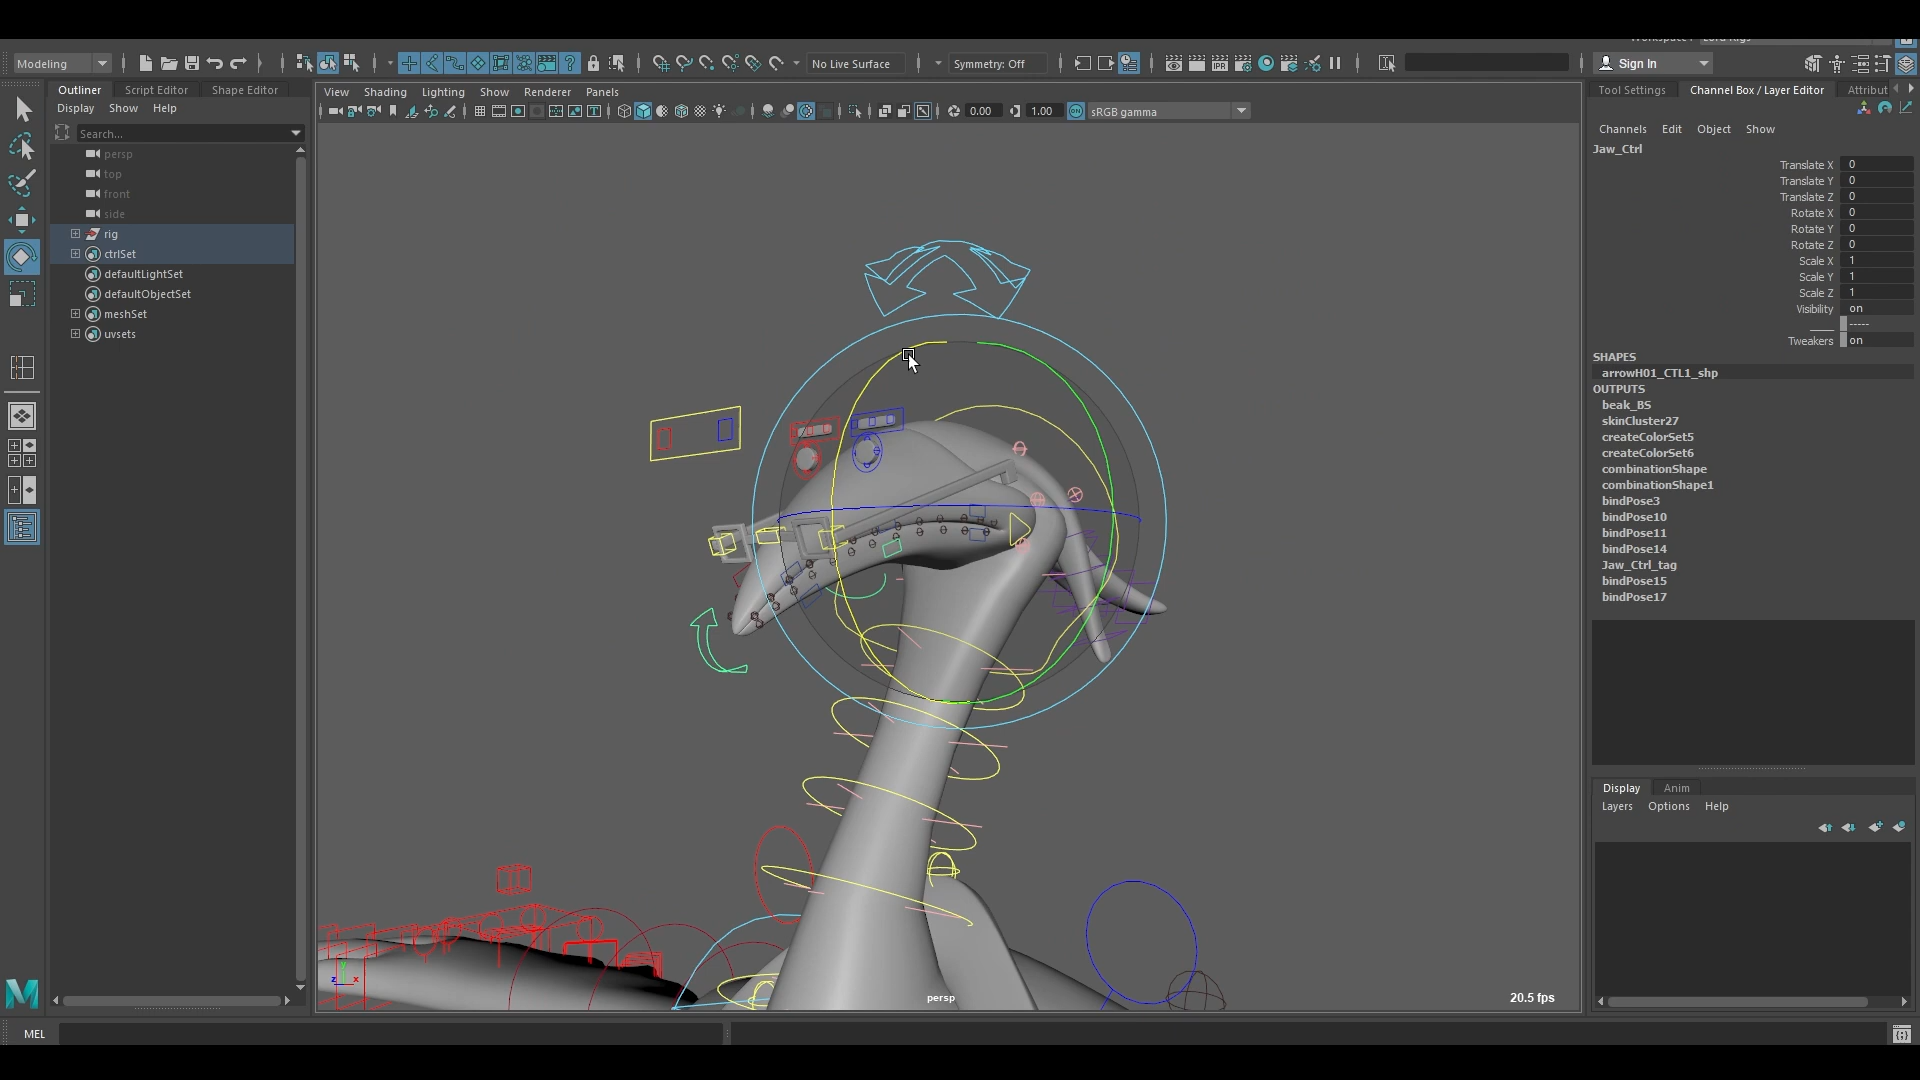 Modeling
No Live Surface
Symmetry: Off
Sign In
Outliner
Script Editor
Shape Editor
Display
Show
Help
Search...
persp
top
front
side
rig
ctrlSet
defaultLightSet
defaultObjectSet
meshSet
uvsets
View
Shading
Lighting
Show
Renderer
Panels
0.00
1.00
sRGB gamma
persp
20.5 fps
Tool Settings
Channel Box / Layer Editor
Attribut
Channels
Edit
Object
Show
Jaw_Ctrl
Translate X 0
Translate Y 0
Translate Z 0
Rotate X 0
Rotate Y 0
Rotate Z 0
Scale X 1
Scale Y 1
Scale Z 1
Visibility on
____ -----
Tweakers on
SHAPES
arrowH01_CTL1_shp
OUTPUTS
beak_BS
skinCluster27
createColorSet5
createColorSet6
combinationShape
combinationShape1
bindPose3
bindPose10
bindPose11
bindPose14
Jaw_Ctrl_tag
bindPose15
bindPose17
Display
Anim
Layers
Options
Help
MEL